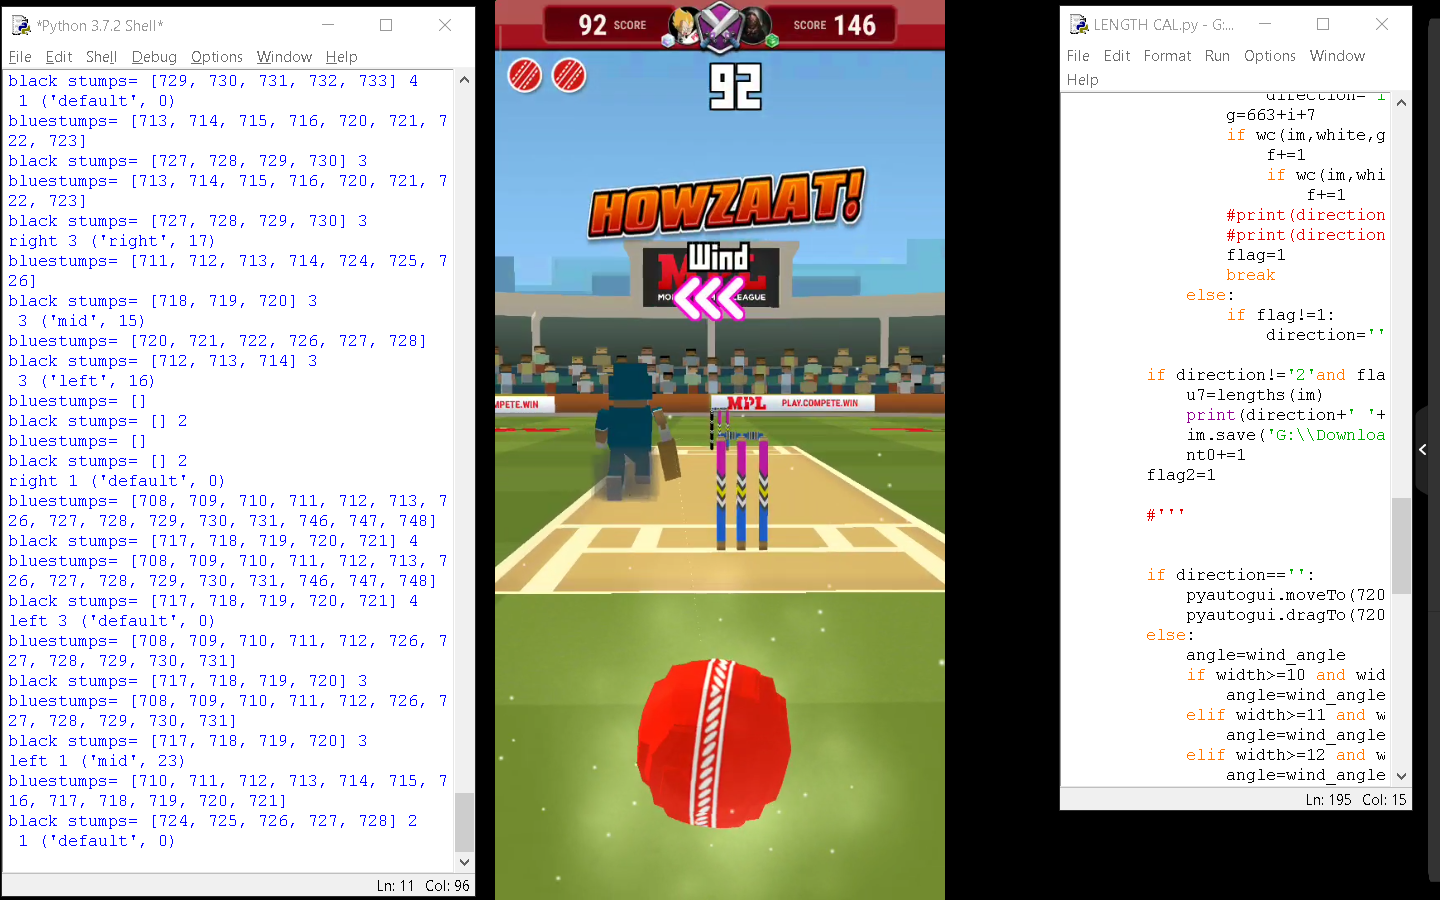 *Python 3.7.2 Shell*
File Edit Shell Debug Options Window Help
black stumps= [729, 730, 731, 732, 733] 4
1 ('default', 0)
bluestumps= [713, 714, 715, 716, 720, 721, 7
22, 723]
black stumps= [727, 728, 729, 730] 3
bluestumps= [713, 714, 715, 716, 720, 721, 7
22, 723]
black stumps= [727, 728, 729, 730] 3
right 3 ('right', 17)
bluestumps= [711, 712, 713, 714, 724, 725, 7
26]
black stumps= [718, 719, 720] 3
3 ('mid', 15)
bluestumps= [720, 721, 722, 726, 727, 728]
black stumps= [712, 713, 714] 3
3 ('left', 16)
bluestumps= []
black stumps= [] 2
bluestumps= []
black stumps= [] 2
right 1 ('default', 0)
bluestumps= [708, 709, 710, 711, 712, 713, 7
26, 727, 728, 729, 730, 731, 746, 747, 748]
black stumps= [717, 718, 719, 720, 721] 4
bluestumps= [708, 709, 710, 711, 712, 713, 7
26, 727, 728, 729, 730, 731, 746, 747, 748]
black stumps= [717, 718, 719, 720, 721] 4
left 3 ('default', 0)
bluestumps= [708, 709, 710, 711, 712, 726, 7
27, 728, 729, 730, 731]
black stumps= [717, 718, 719, 720] 3
bluestumps= [708, 709, 710, 711, 712, 726, 7
27, 728, 729, 730, 731]
black stumps= [717, 718, 719, 720] 3
left 1 ('mid', 23)
bluestumps= [710, 711, 712, 713, 714, 715, 7
16, 717, 718, 719, 720, 721]
black stumps= [724, 725, 726, 727, 728] 2
1 ('default', 0)
Ln: 11 Col: 96
92 SCORE SCORE 146
92
HOWZAAT!
Wind
MPL
MPETE.WIN
MPL PLAY.COMPETE.WIN
LENGTH CAL.py - G:...
File Edit Format Run Options Window
Help
direction='i
g=663+i+7
if wc(im,white,g
f+=1
if wc(im,whi
f+=1
#print(direction
#print(direction
flag=1
break
else:
if flag!=1:
direction=''
if direction!='2'and fla
u7=lengths(im)
print(direction+' '+
im.save('G:\\Downloa
nt0+=1
flag2=1
#'''
if direction=='':
pyautogui.moveTo(720
pyautogui.dragTo(720
else:
angle=wind_angle
if width>=10 and wid
angle=wind_angle
elif width>=11 and w
angle=wind_angle
elif width>=12 and w
angle=wind_angle
Ln: 195 Col: 15